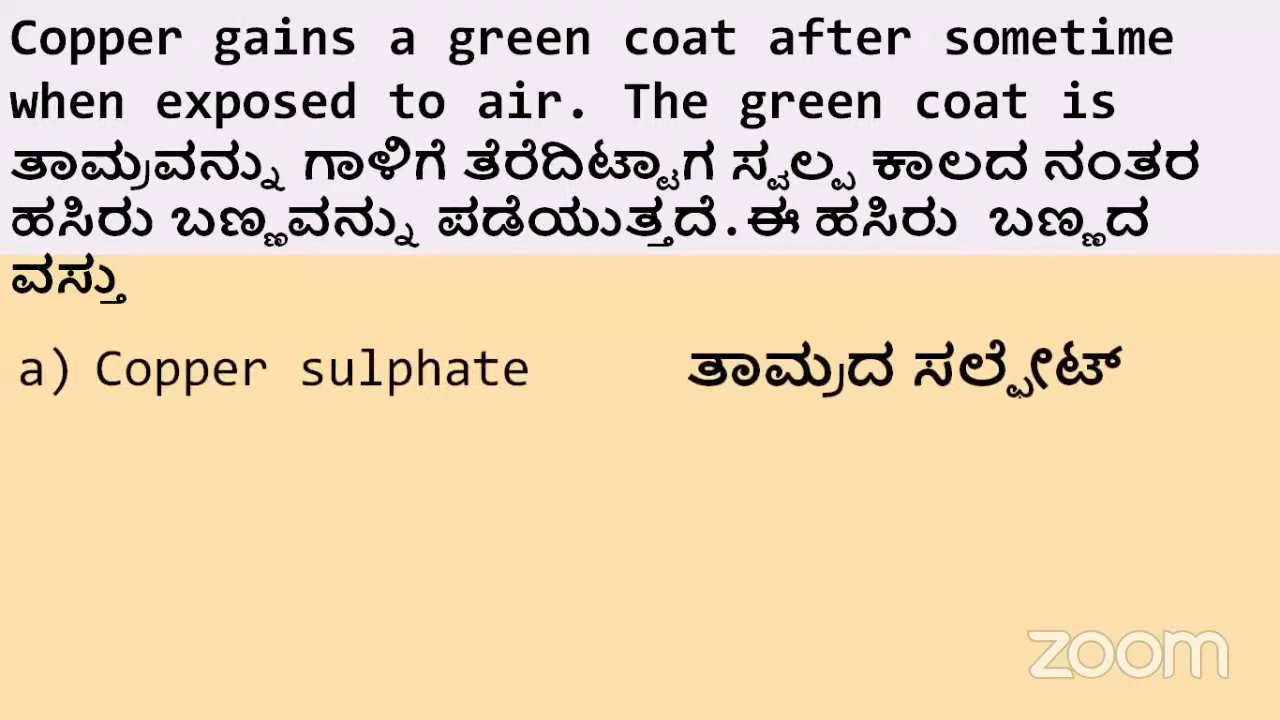 Copper gains a green coat after sometime
when exposed to air. The green coat is
ತಾಮ್ರವನ್ನು ಗಾಳಿಗೆ ತೆರೆದಿಟ್ಟಾಗ ಸ್ವಲ್ಪ ಕಾಲದ ನಂತರ
ಹಸಿರು ಬಣ್ಣವನ್ನು ಪಡೆಯುತ್ತದೆ.ಈ ಹಸಿರು ಬಣ್ಣದ
ವಸ್ತು
a) Copper sulphate ತಾಮ್ರದ ಸಲ್ಫೇಟ್
zoom